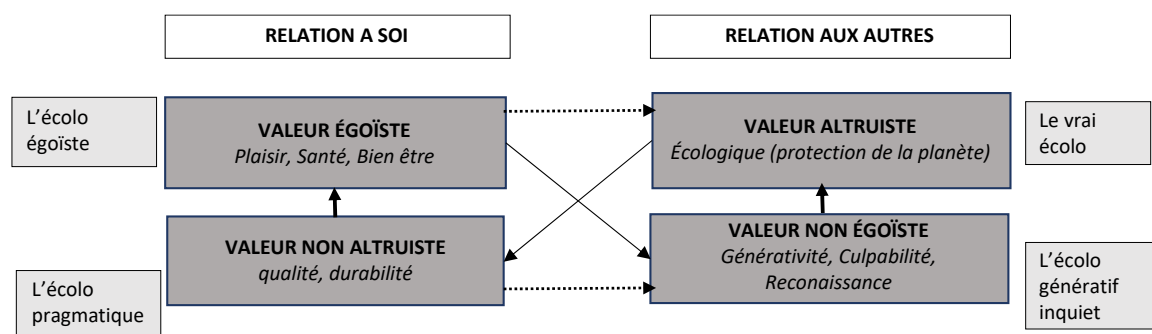 RELATION A SOI
RELATION AUX AUTRES
L’écolo
égoïste
VALEUR ÉGOÏSTE
Plaisir, Santé, Bien être
VALEUR ALTRUISTE
Écologique (protection de la planète)
Le vrai
écolo
L’écolo
pragmatique
VALEUR NON ALTRUISTE
qualité, durabilité
VALEUR NON ÉGOÏSTE
Générativité, Culpabilité,
Reconaissance
L’écolo
génératif
inquiet